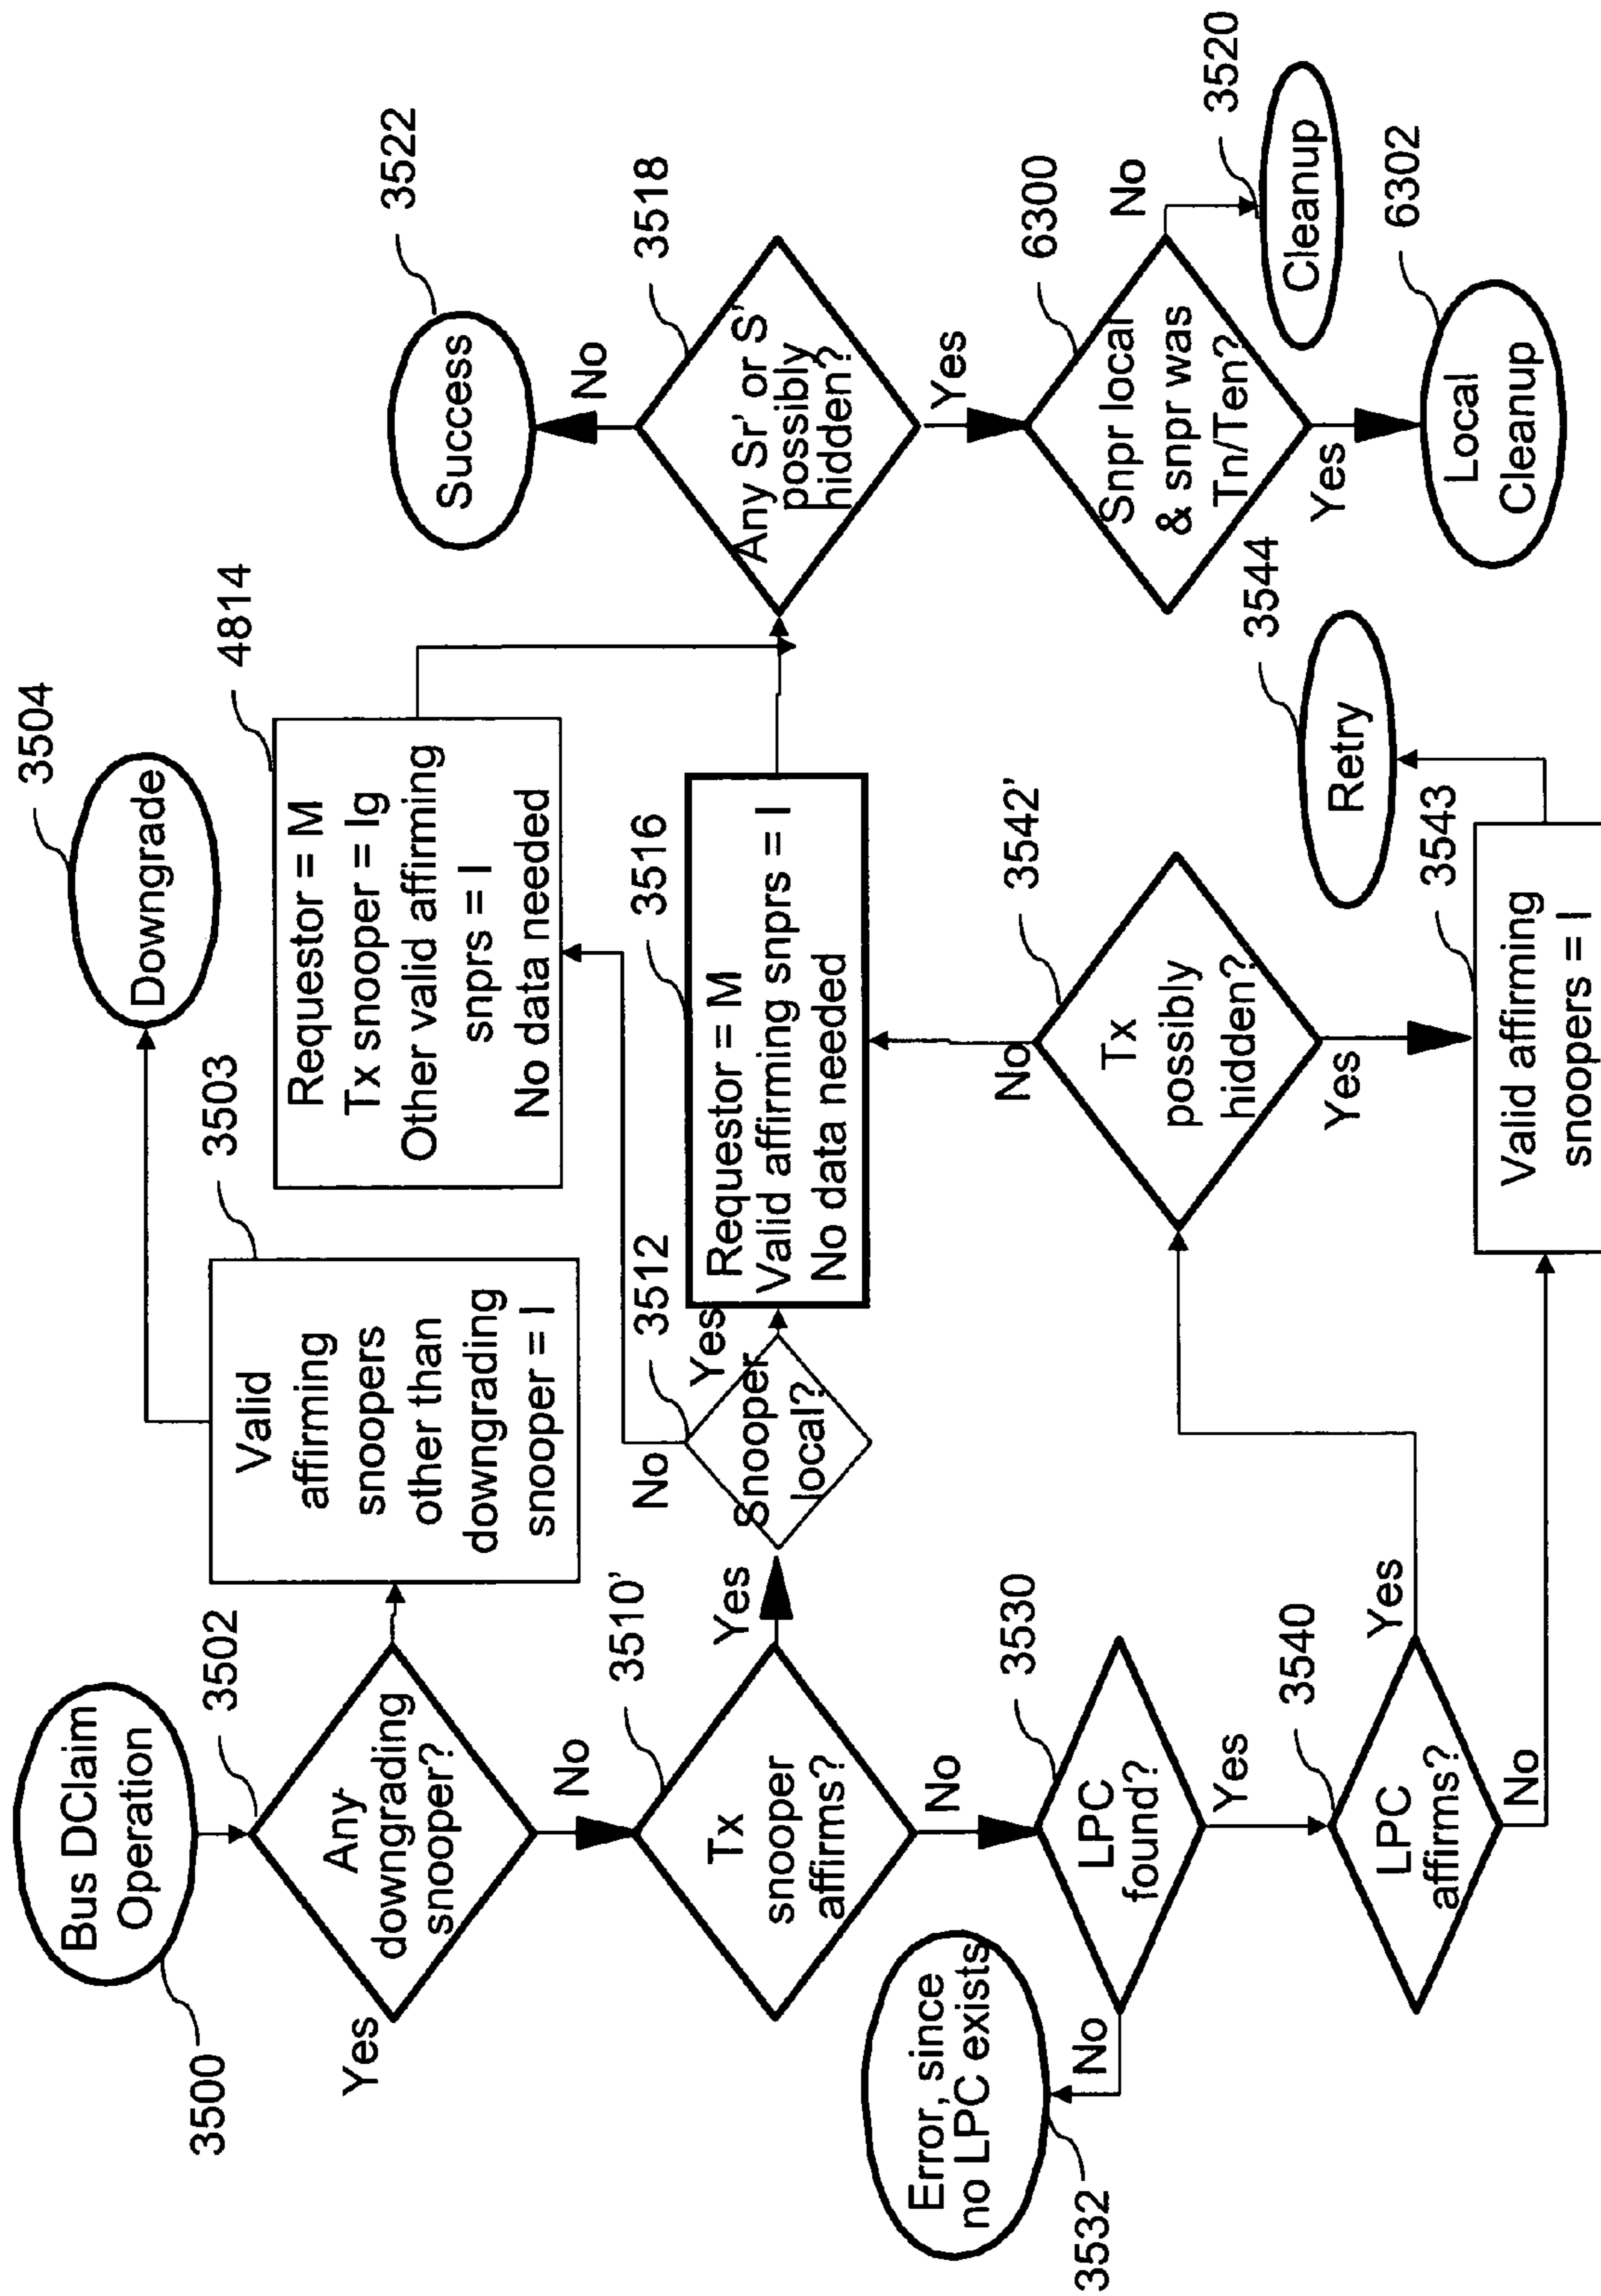 Bus DClaim
Operation
3500
Any
downgrading
snooper?
3502
Yes
No
Valid
affirming
snoopers
other than
downgrading
snooper = I
3503
Downgrade
3504
Tx
snooper
affirms?
3510'
Yes
No
Snooper
local?
3512
No
Yes
Requestor = M
Tx snooper = Ig
Other valid affirming
snprs = I
No data needed
4814
Requestor = M
Valid affirming snprs = I
No data needed
3516
Any Sr' or S'
possibly
hidden?
3518
No
Yes
Success
3522
Snpr local
& snpr was
Tn/Ten?
6300
No
Yes
Cleanup
3520
Local
Cleanup
6302
LPC
found?
3530
No
Yes
Error, since
no LPC exists
3532
LPC
affirms?
3540
Yes
No
Tx
possibly
hidden?
3542'
No
Yes
Valid affirming
snoopers = I
3543
Retry
3544